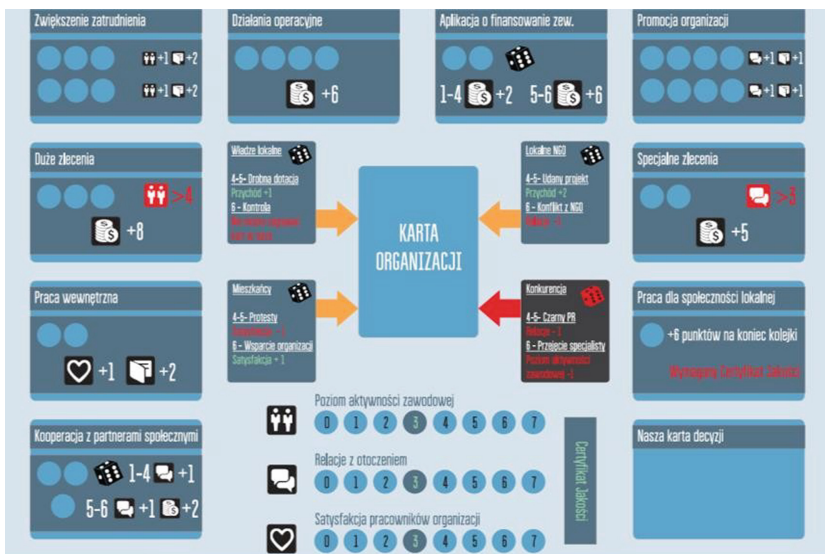 Zwiększenie zatrudnienia
+1 +2
+1 +2
Działania operacyjne
+6
Aplikacja o finansowanie zew.
1-4 +2 5-6 +6
Promocja organizacji
+1 +1
+1 +1
Duże zlecenia
>4
+8
Władze lokalne
4-5- Drobna dotacja
Przychód +1
6 - Kontrola
KARTA
ORGANIZACJI
Lokalne NGO
4-5- Udany projekt
Przychód +2
6 - Konflikt z NGO
Relacje -1
Specjalne zlecenia
>3
+5
Praca wewnętrzna
+1 +2
Mieszkańcy
4-5- Protesty
Satysfakcja -1
6 - Wsparcie organizacji
Satysfakcja + 1
Konkurencja
4-5- Czarny PR
Relacje - 1
6 - Przejęcie specjalisty
Poziom aktywności
zawodowej -1
Praca dla społeczności lokalnej
+6 punktów na koniec kolejki
Wymagany Certyfikat Jakości
Kooperacja z partnerami społecznymi
1-4 +1
5-6 +1 +2
Poziom aktywności zawodowej
0 1 2 3 4 5 6 7
Relacje z otoczeniem
0 1 2 3 4 5 6 7
Satysfakcja pracowników organizacji
0 1 2 3 4 5 6 7
Certyfikat Jakości
Nasza karta decyzji